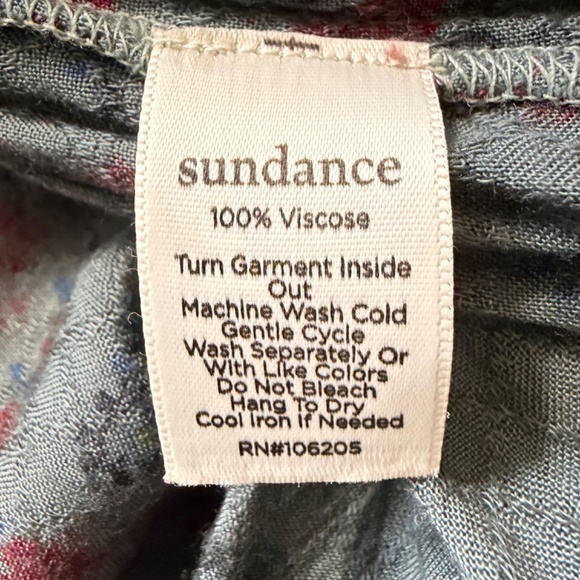 sundance
100% Viscose
Turn Garment Inside
Out
Machine Wash Cold
Gentle Cycle
Wash Separately Or
With Like Colors
Do Not Bleach
Hang To Dry
Cool Iron If Needed
RN#106205